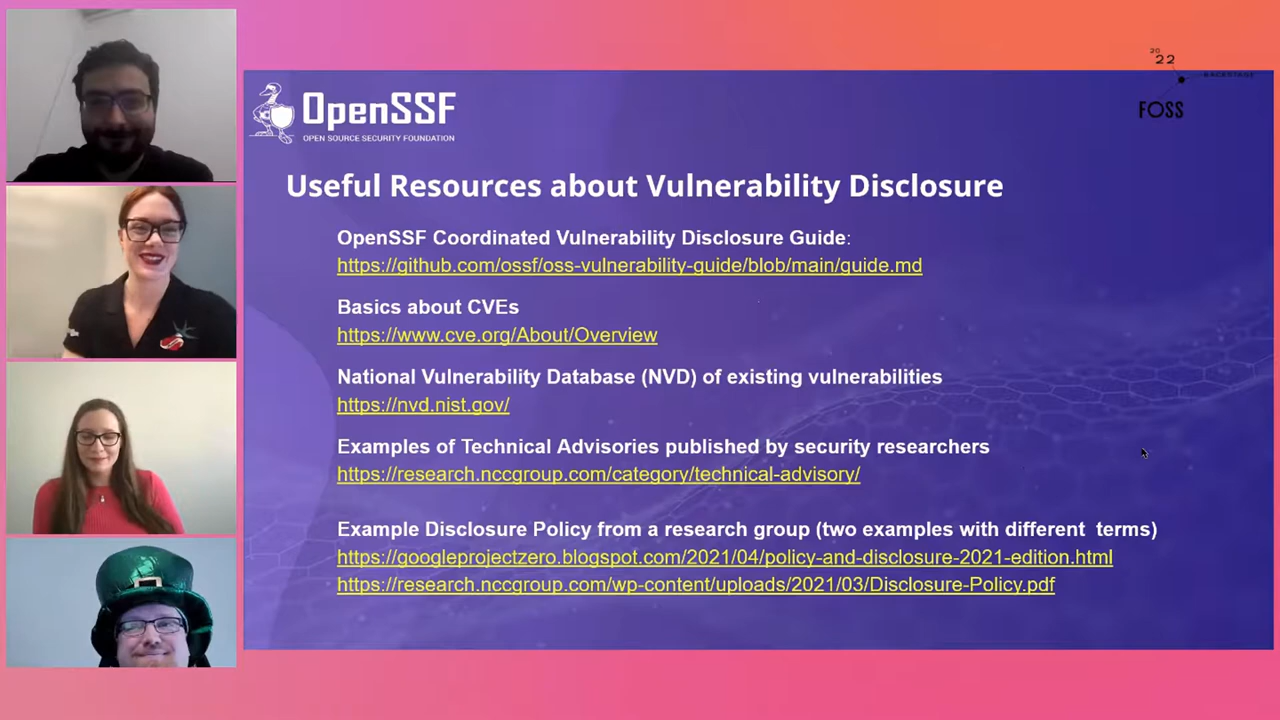 OpenSSF
OPEN SOURCE SECURITY FOUNDATION
20
22
BACKSTAGE
FOSS
Useful Resources about Vulnerability Disclosure
OpenSSF Coordinated Vulnerability Disclosure Guide:
https://github.com/ossf/oss-vulnerability-guide/blob/main/guide.md
Basics about CVEs
https://www.cve.org/About/Overview
National Vulnerability Database (NVD) of existing vulnerabilities
https://nvd.nist.gov/
Examples of Technical Advisories published by security researchers
https://research.nccgroup.com/category/technical-advisory/
Example Disclosure Policy from a research group (two examples with different terms)
https://googleprojectzero.blogspot.com/2021/04/policy-and-disclosure-2021-edition.html
https://research.nccgroup.com/wp-content/uploads/2021/03/Disclosure-Policy.pdf